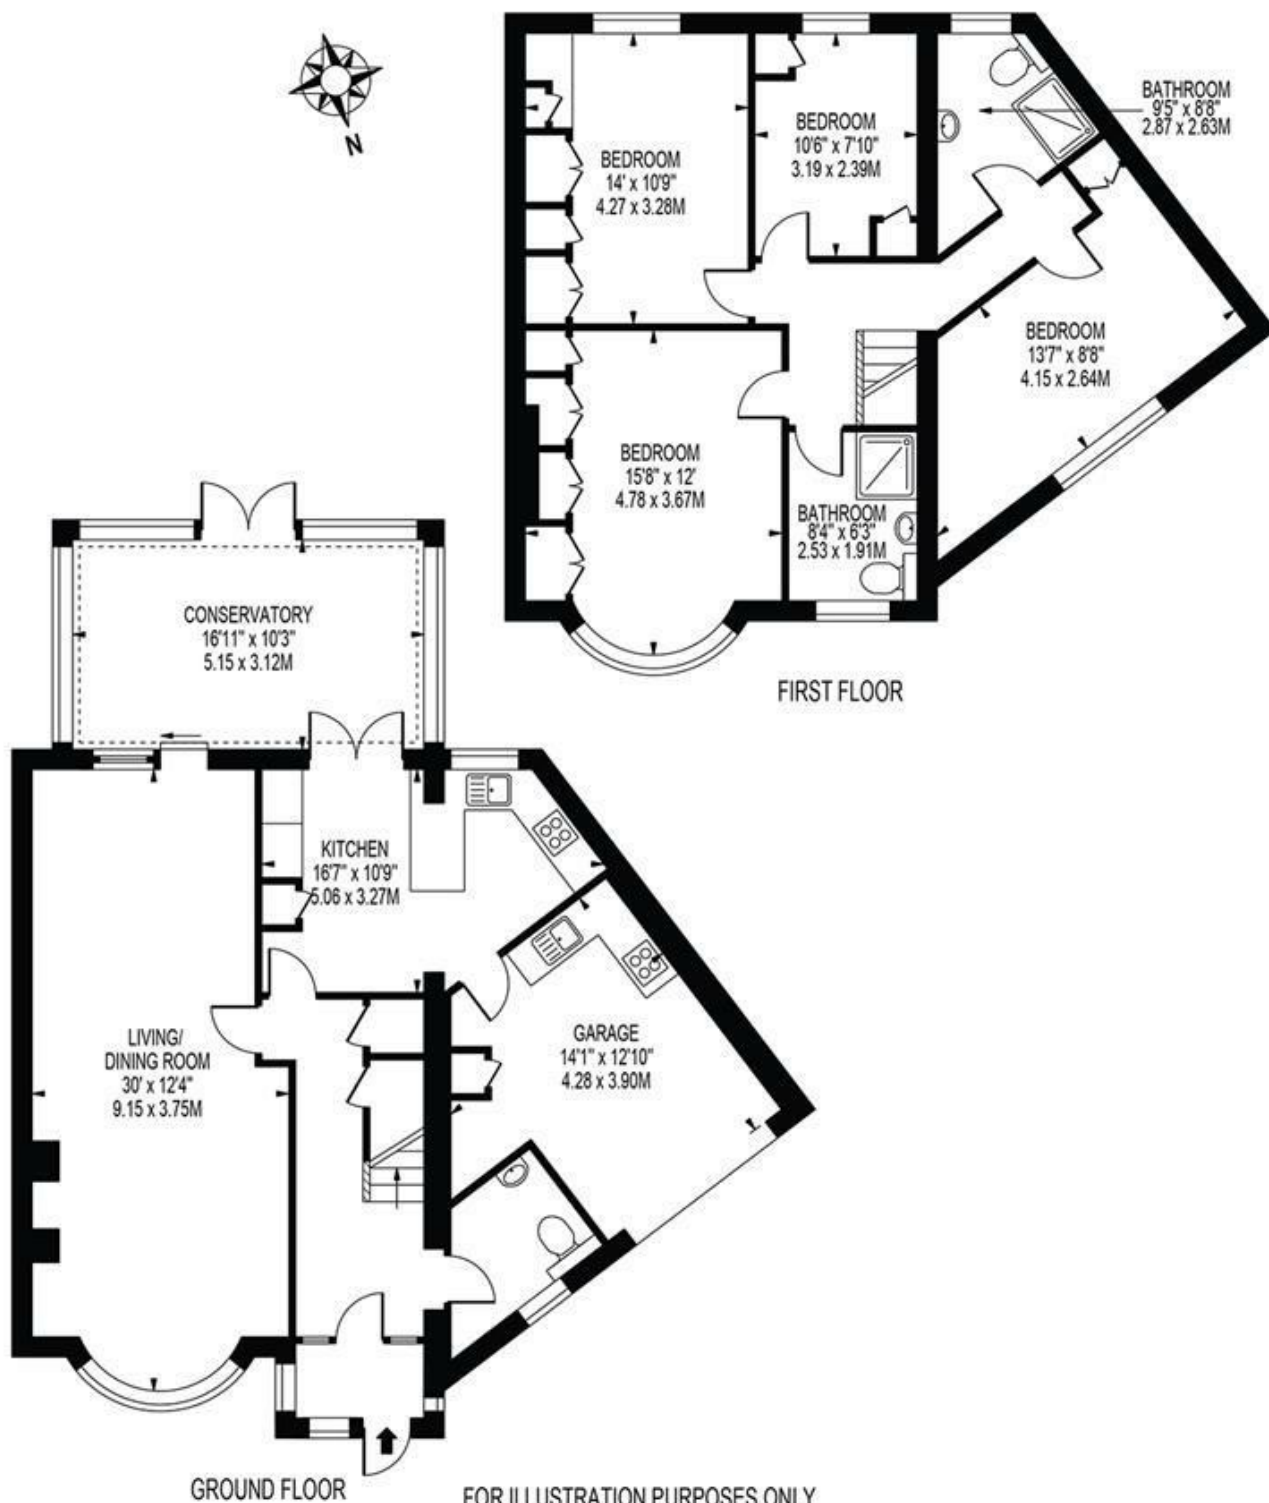 N
BEDROOM
14' x 10'9"
4.27 x 3.28M
BEDROOM
10'6" x 7'10"
3.19 x 2.39M
BATHROOM
9'5" x 8'8"
2.87 x 2.63M
BEDROOM
13'7" x 8'8"
4.15 x 2.64M
BEDROOM
15'8" x 12'
4.78 x 3.67M
BATHROOM
8'4" x 6'3"
2.53 x 1.91M
FIRST FLOOR
CONSERVATORY
16'11" x 10'3"
5.15 x 3.12M
KITCHEN
16'7" x 10'9"
5.06 x 3.27M
LIVING/
DINING ROOM
30' x 12'4"
9.15 x 3.75M
GARAGE
14'1" x 12'10"
4.28 x 3.90M
GROUND FLOOR
FOR ILLUSTRATION PURPOSES ONLY